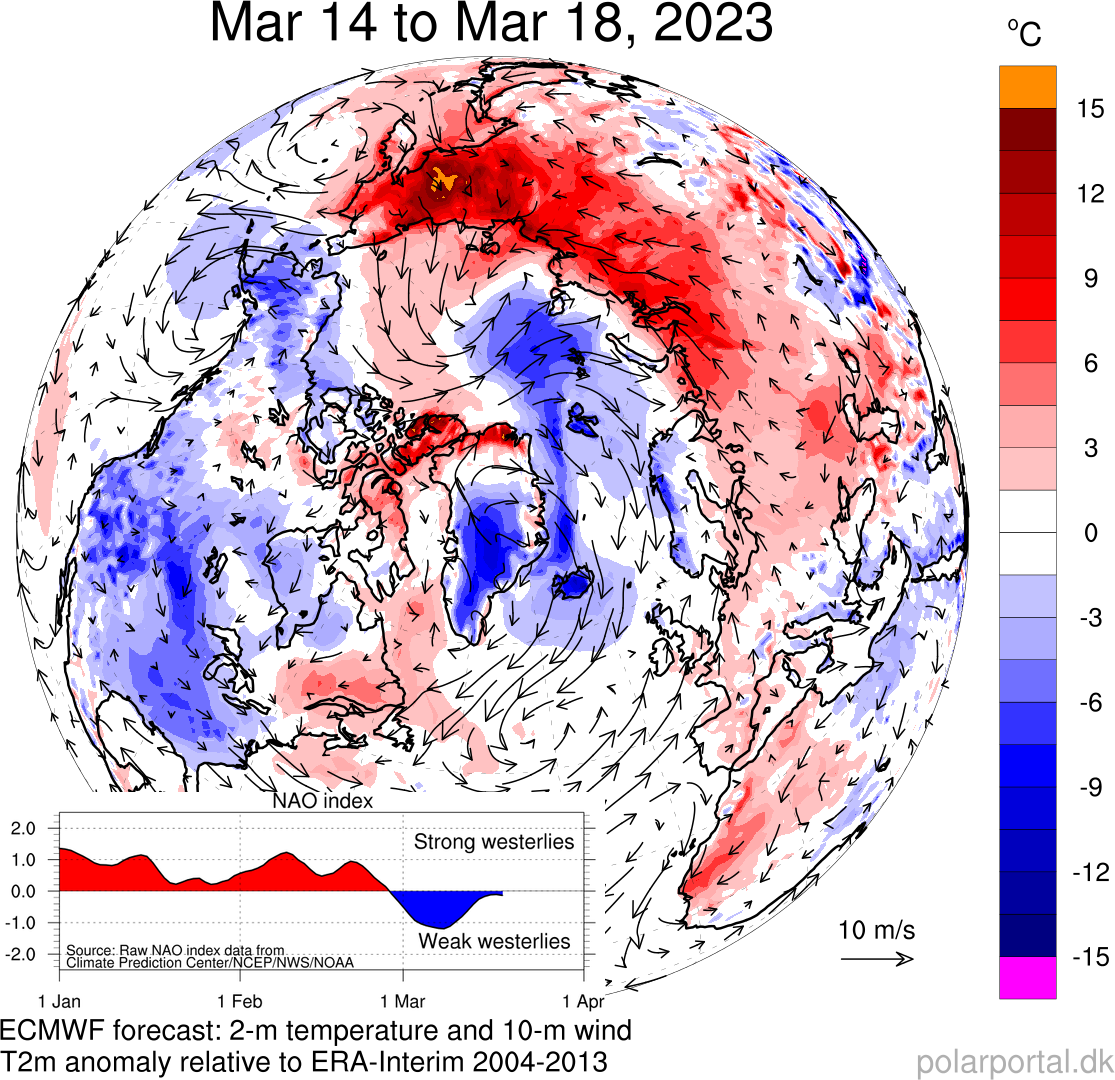 Mar 14 to Mar 18, 2023
oC
15
12
9
6
3
0
-3
-6
-9
-12
-15
NAO index
2.0
1.0
0.0
-1.0
-2.0
Strong westerlies
Weak westerlies
Source: Raw NAO index data from
Climate Prediction Center/NCEP/NWS/NOAA
1 Jan
1 Feb
1 Mar
1 Apr
10 m/s
ECMWF forecast: 2-m temperature and 10-m wind
T2m anomaly relative to ERA-Interim 2004-2013
polarportal.dk